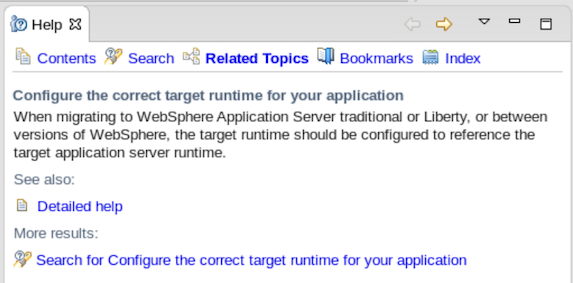 Help
Contents Search Related Topics Bookmarks Index
Configure the correct target runtime for your application
When migrating to WebSphere Application Server traditional or Liberty, or between
versions of WebSphere, the target runtime should be configured to reference the
target application server runtime.
See also:
Detailed help
More results:
Search for Configure the correct target runtime for your application